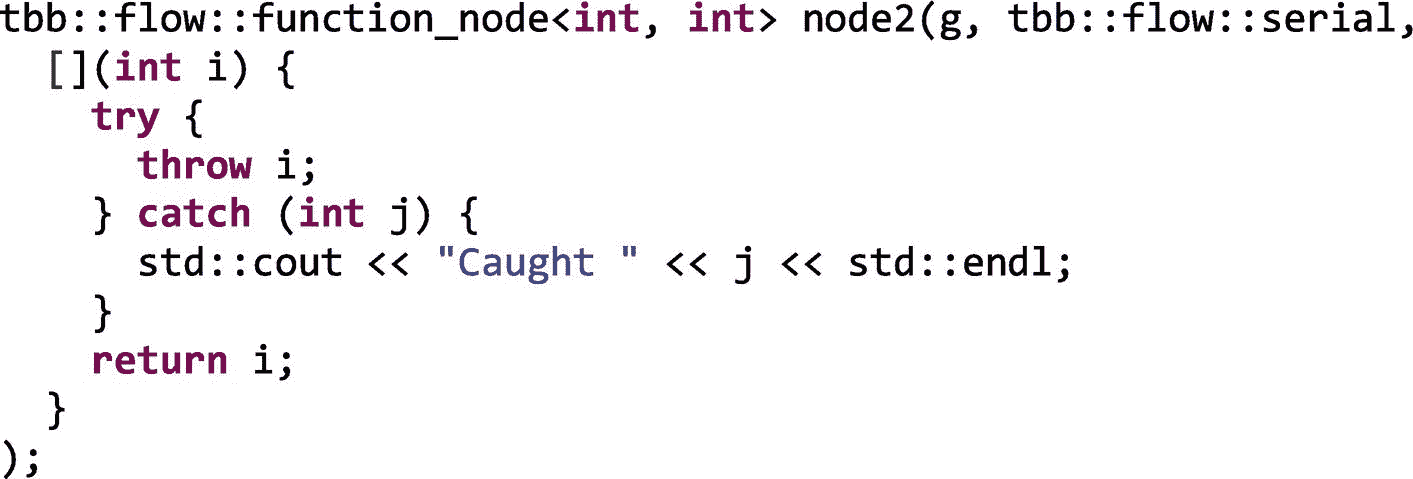 tbb::flow::function_node<int, int> node2(g, tbb::flow::serial,
  [](int i) {
    try {
      throw i;
    } catch (int j) {
      std::cout << "Caught " << j << std::endl;
    }
    return i;
  }
);